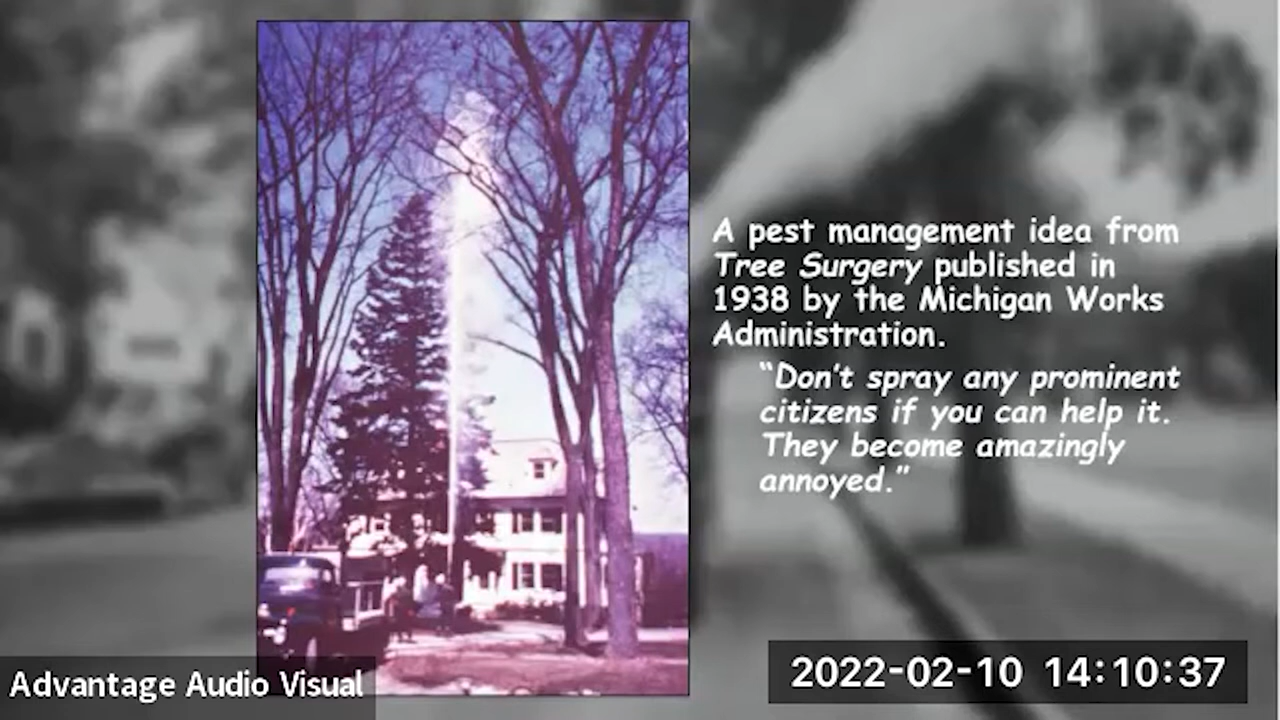 A pest management idea from
Tree Surgery published in
1938 by the Michigan Works
Administration.
“Don’t spray any prominent
citizens if you can help it.
They become amazingly
annoyed.”
Advantage Audio Visual
2022-02-10 14:10:37